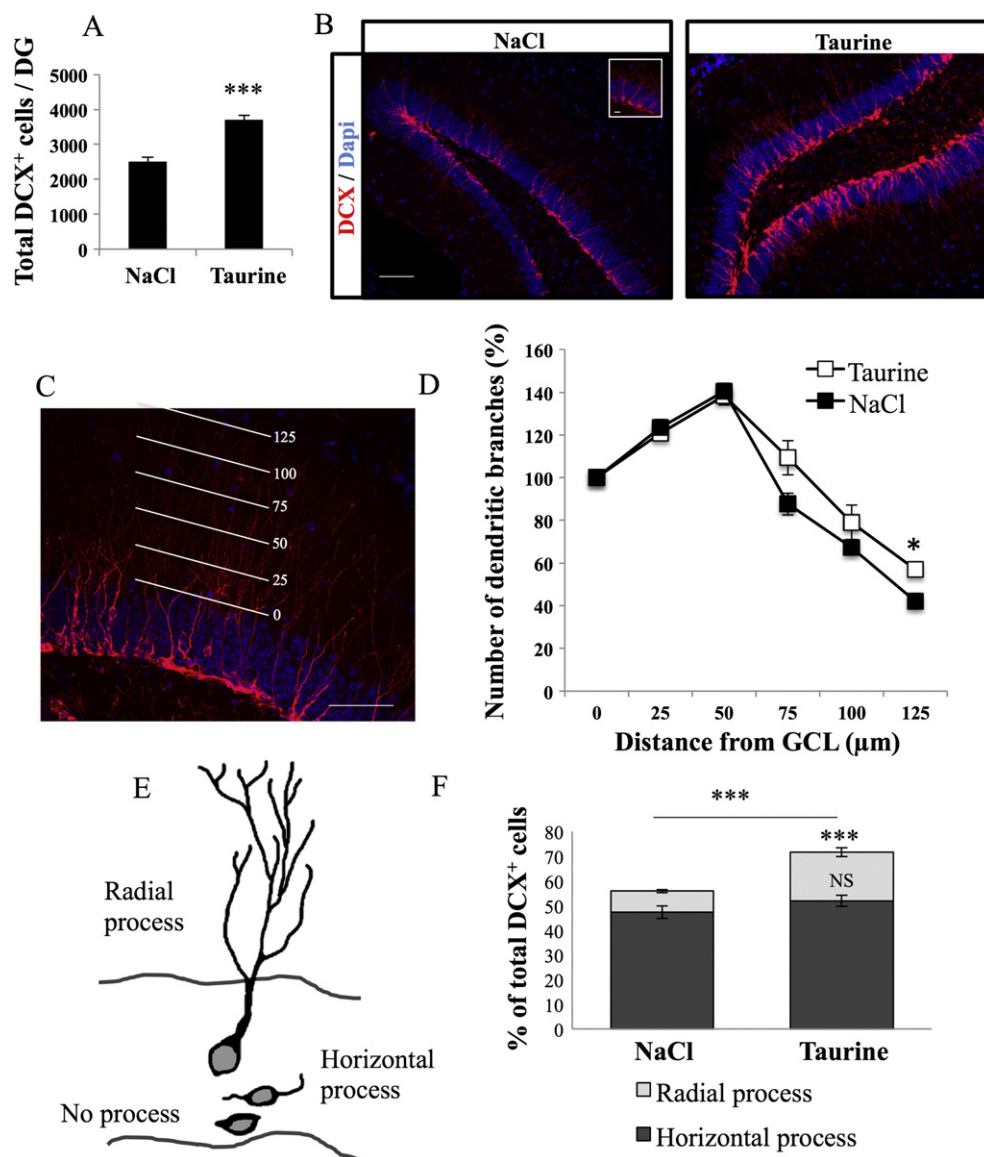 A
Total DCX+ cells / DG
5000
4000
3000
2000
1000
0
***
NaCl
Taurine
B
NaCl
Taurine
DCX / Dapi
C
125
100
75
50
25
0
D
Number of dendritic branches (%)
160
140
120
100
80
60
40
20
0
Taurine
NaCl
*
0
25
50
75
100
125
Distance from GCL (µm)
E
Radial
process
Horizontal
process
No process
F
% of total DCX+ cells
80
70
60
50
40
30
20
10
0
***
***
NS
NaCl
Taurine
Radial process
Horizontal process